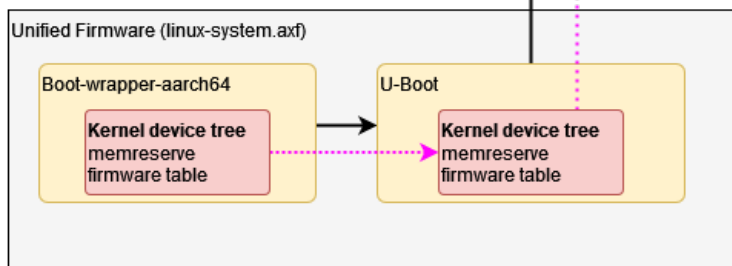 Unified Firmware (linux-system.axf)
Boot-wrapper-aarch64
Kernel device tree
memreserve
firmware table
U-Boot
Kernel device tree
memreserve
firmware table